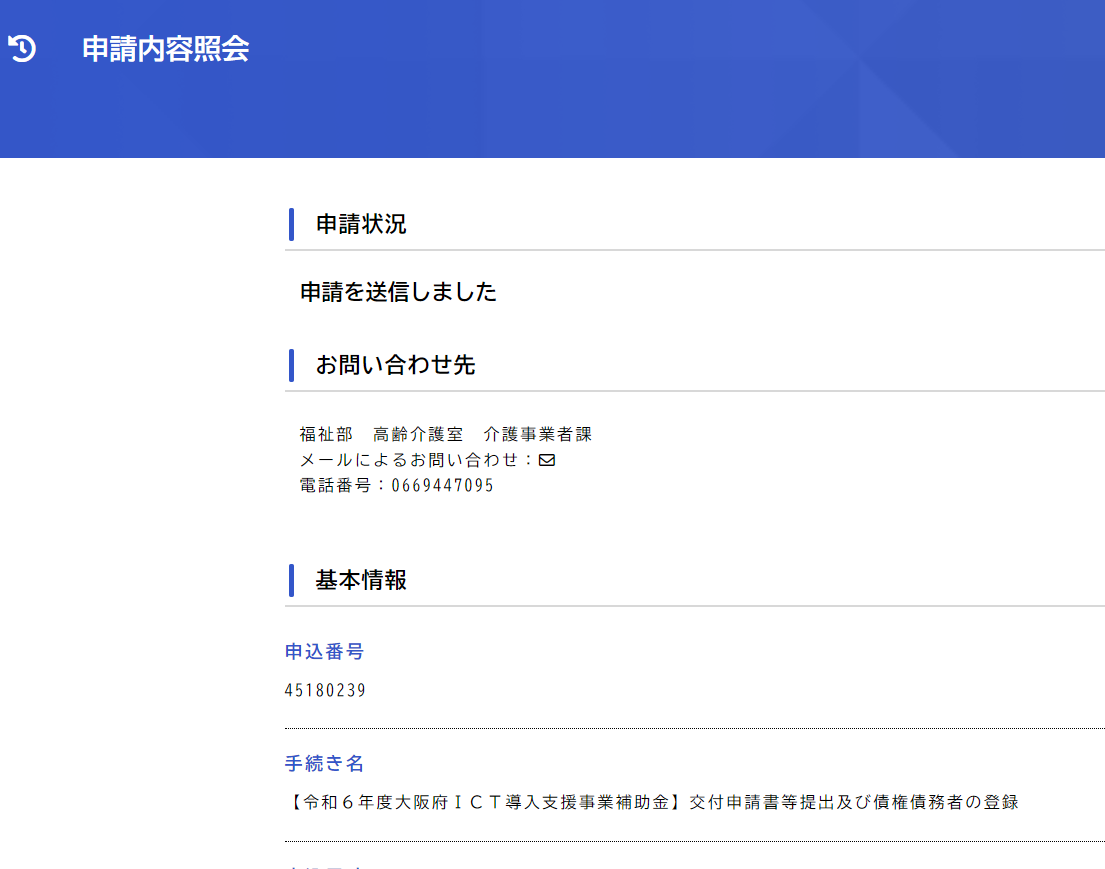 申請内容照会
申請状況
申請を送信しました
お問い合わせ先
福祉部　高齢介護室　介護事業者課
メールによるお問い合わせ：
電話番号：0669447095
基本情報
申込番号
45180239
手続き名
【令和６年度大阪府ＩＣＴ導入支援事業補助金】交付申請書等提出及び債権債務者の登録